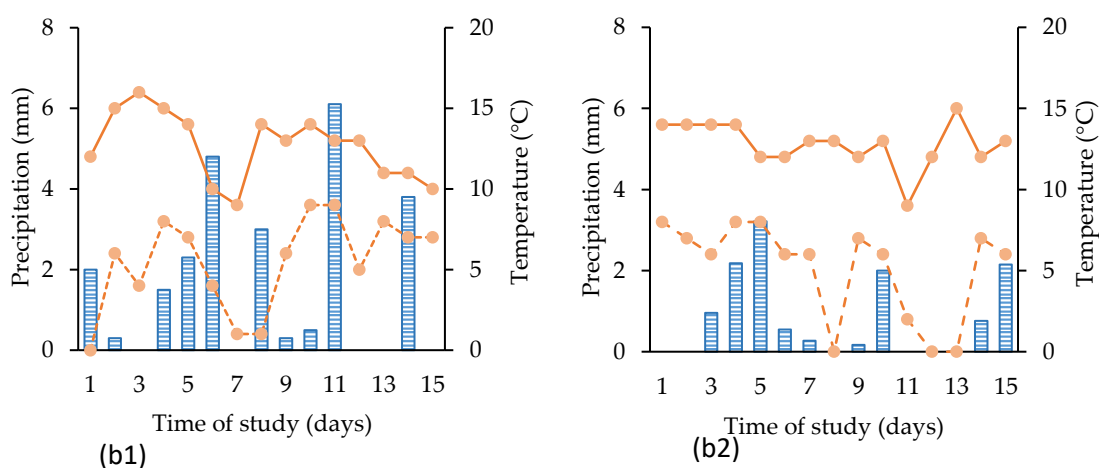 8
6
4
2
0
Precipitation (mm)
20
15
10
5
0
Temperature (°C)
1 3 5 7 9 11 13 15
Time of study (days)
(b1)
8
6
4
2
0
Precipitation (mm)
20
15
10
5
0
Temperature (°C)
1 3 5 7 9 11 13 15
Time of study (days)
(b2)